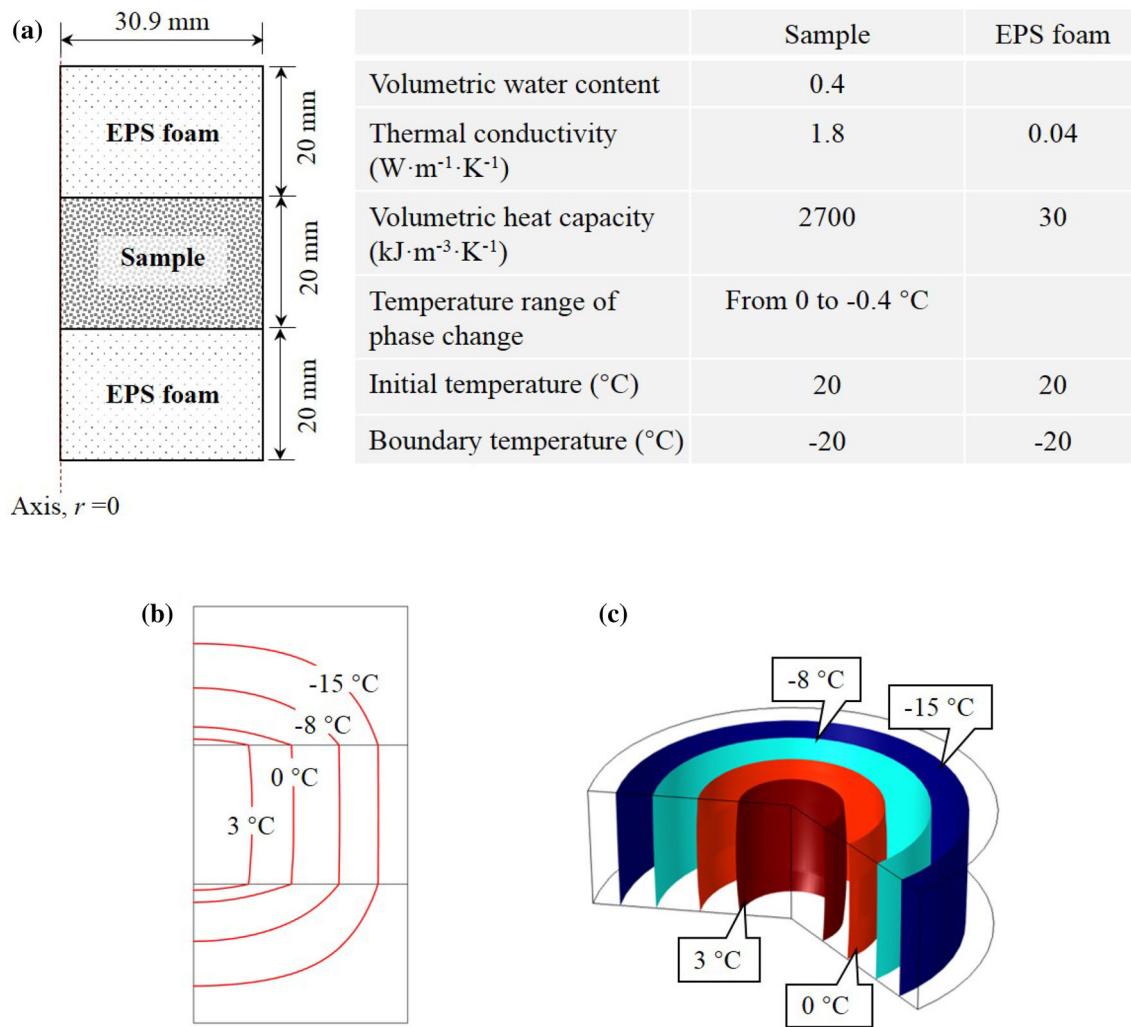 (a)
30.9 mm
EPS foam
20 mm
Sample
20 mm
EPS foam
20 mm
Axis, r =0
Sample EPS foam
Volumetric water content 0.4
Thermal conductivity 1.8 0.04
(W·m⁻¹·K⁻¹)
Volumetric heat capacity 2700 30
(kJ·m⁻³·K⁻¹)
Temperature range of From 0 to -0.4 °C
phase change
Initial temperature (°C) 20 20
Boundary temperature (°C) -20 -20
(b)
-15 °C
-8 °C
0 °C
3 °C
(c)
-8 °C
-15 °C
3 °C
0 °C